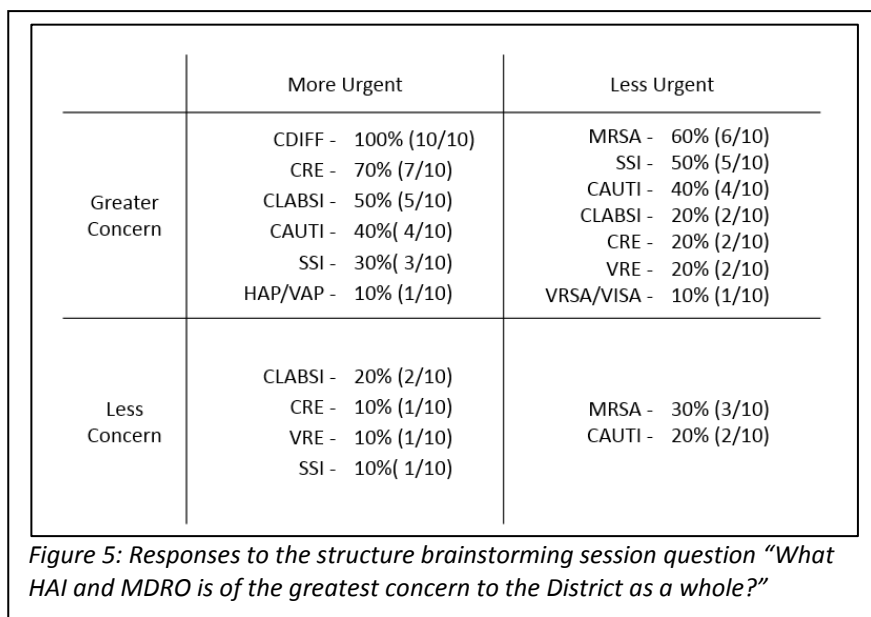 More Urgent
Less Urgent
Greater
Concern
CDIFF - 100% (10/10)
CRE - 70% (7/10)
CLABSI - 50% (5/10)
CAUTI - 40%( 4/10)
SSI - 30%( 3/10)
HAP/VAP - 10% (1/10)
MRSA - 60% (6/10)
SSI - 50% (5/10)
CAUTI - 40% (4/10)
CLABSI - 20% (2/10)
CRE - 20% (2/10)
VRE - 20% (2/10)
VRSA/VISA - 10% (1/10)
Less
Concern
CLABSI - 20% (2/10)
CRE - 10% (1/10)
VRE - 10% (1/10)
SSI - 10%( 1/10)
MRSA - 30% (3/10)
CAUTI - 20% (2/10)
Figure 5: Responses to the structure brainstorming session question “What
HAI and MDRO is of the greatest concern to the District as a whole?”